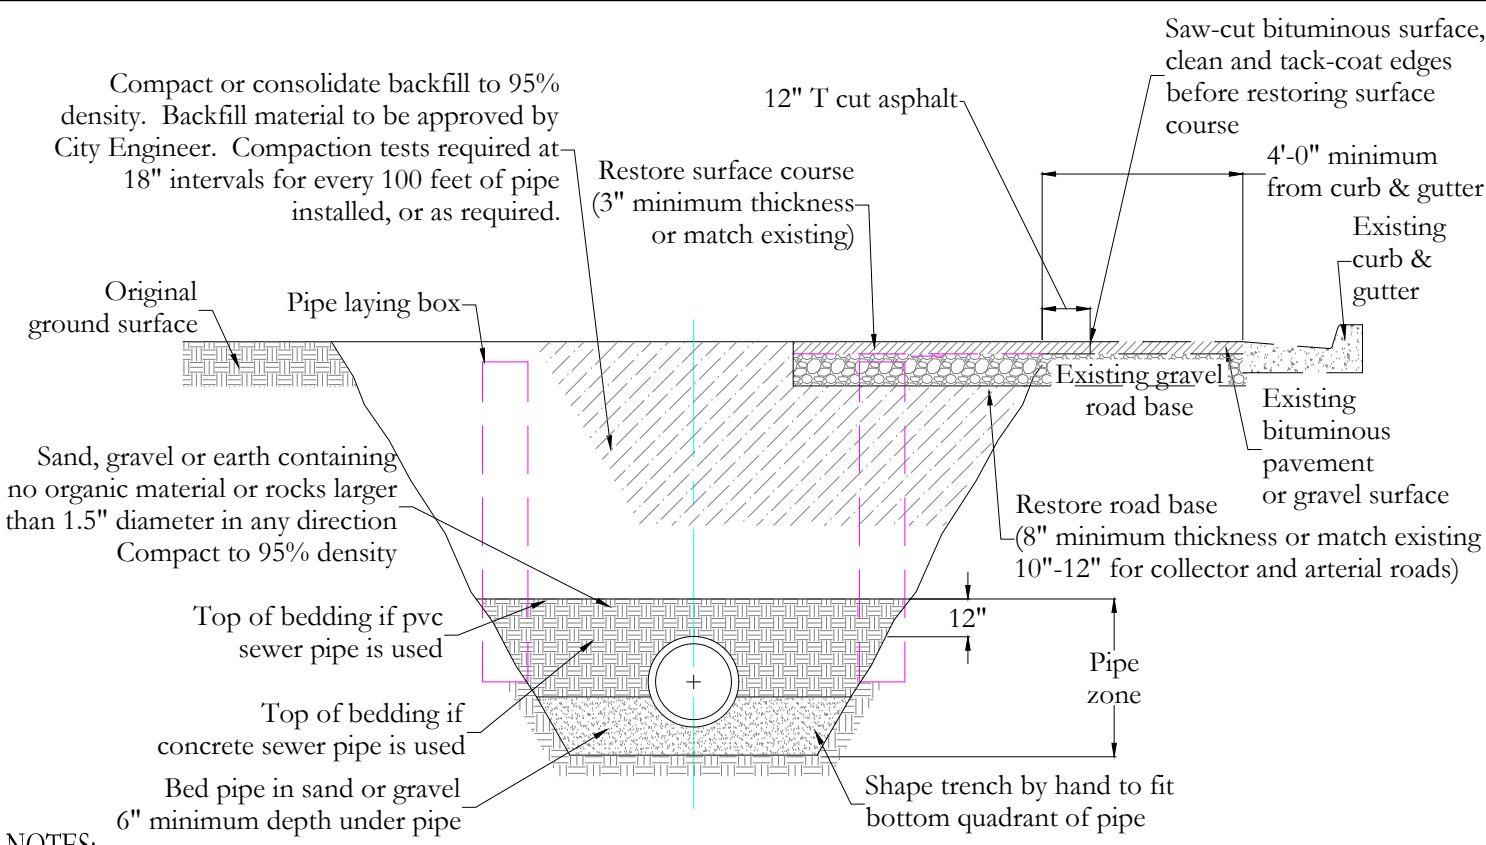 Saw-cut bituminous surface,
clean and tack-coat edges
before restoring surface
course
Compact or consolidate backfill to 95%
density.  Backfill material to be approved by
City Engineer.  Compaction tests required at
18" intervals for every 100 feet of pipe
installed, or as required.
12" T cut asphalt
4'-0" minimum
from curb & gutter
Restore surface course
(3" minimum thickness
or match existing)
Existing
curb &
gutter
Original
ground surface
Pipe laying box
Existing gravel
road base
Existing
bituminous
pavement
or gravel surface
Sand, gravel or earth containing
no organic material or rocks larger
than 1.5" diameter in any direction
Compact to 95% density
Restore road base
(8" minimum thickness or match existing
10"-12" for collector and arterial roads)
Top of bedding if pvc
sewer pipe is used
12"
Pipe
zone
Top of bedding if
concrete sewer pipe is used
Bed pipe in sand or gravel
6" minimum depth under pipe
Shape trench by hand to fit
bottom quadrant of pipe
NOTES: